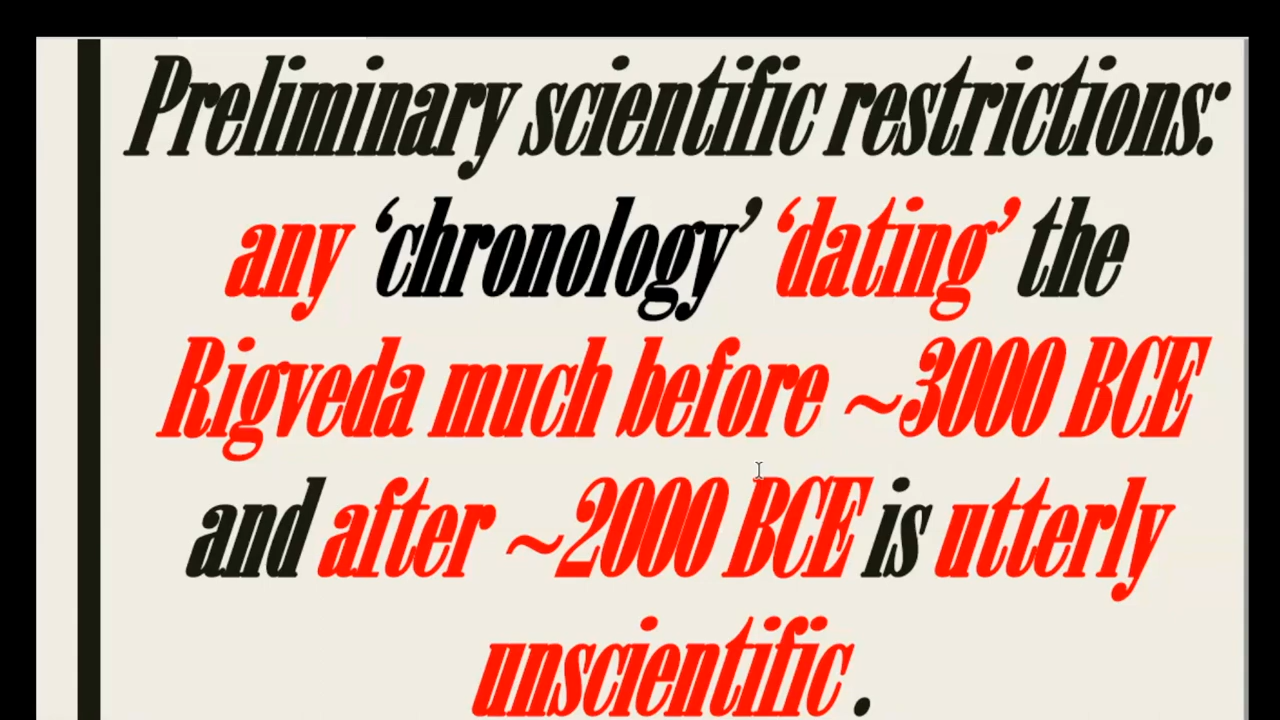 Preliminary scientific restrictions:
any ‘chronology’ ‘dating’ the
Rigveda much before ~3000 BCE
and after ~2000 BCE is utterly
unscientific .